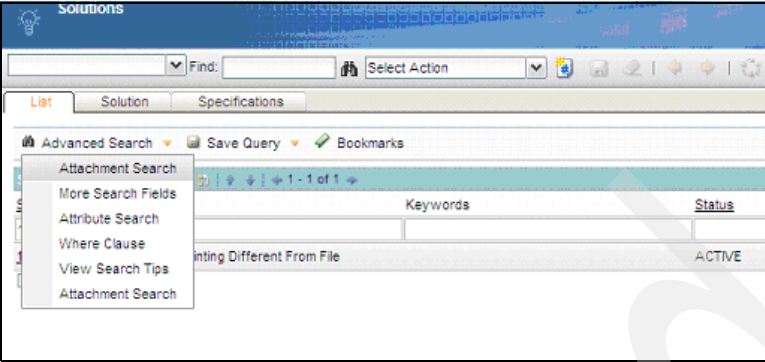 Solutions
Find: Select Action
List Solution Specifications
Advanced Search Save Query Bookmarks
Attachment Search
1 - 1 of 1
More Search Fields
Keywords Status
Attribute Search
Where Clause
inting Different From File ACTIVE
View Search Tips
Attachment Search